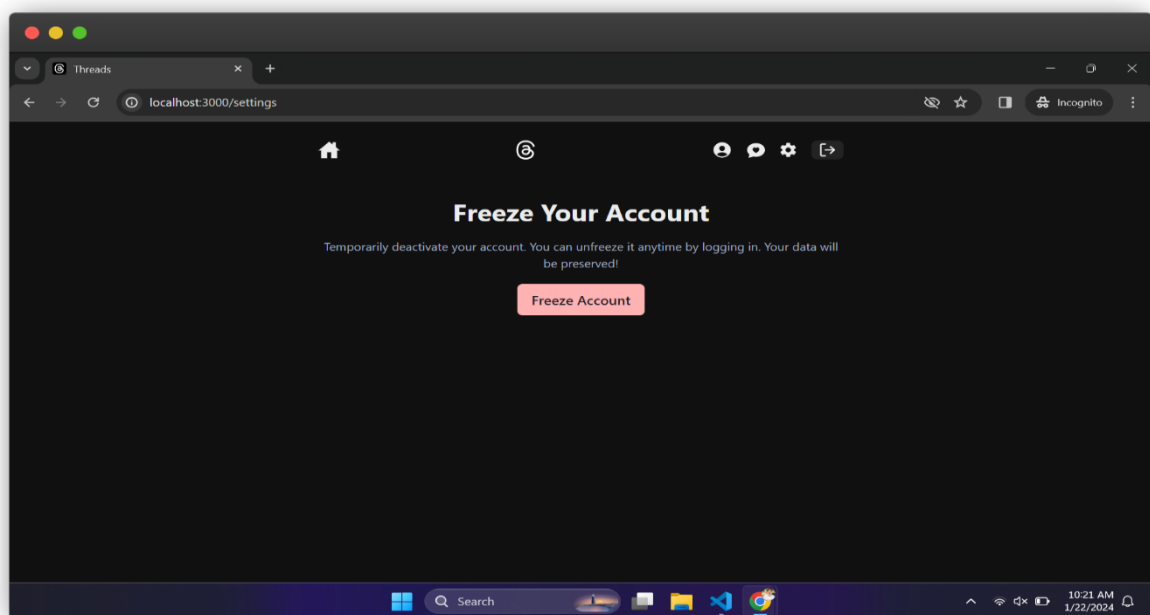 Threads
localhost:3000/settings
Incognito
Freeze Your Account
Temporarily deactivate your account. You can unfreeze it anytime by logging in. Your data will
be preserved!
Freeze Account
Search
10:21 AM
1/22/2024